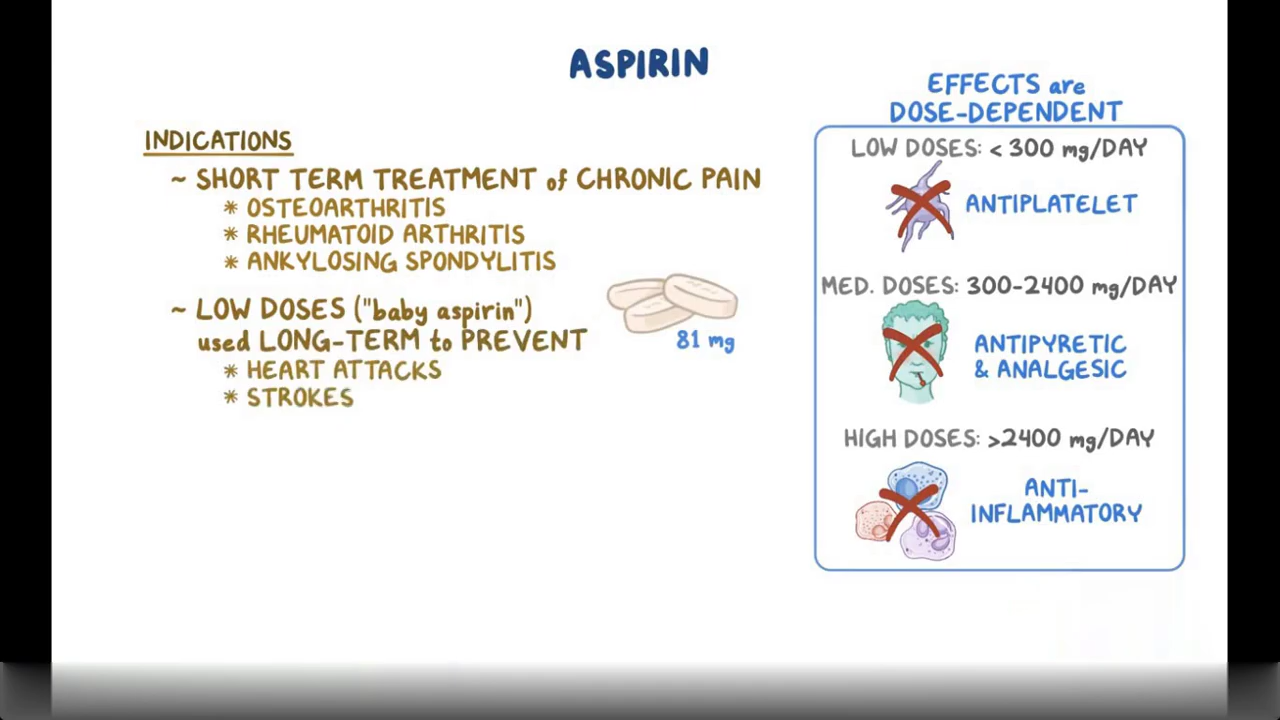 ASPIRIN
INDICATIONS
~ SHORT TERM TREATMENT of CHRONIC PAIN
* OSTEOARTHRITIS
* RHEUMATOID ARTHRITIS
* ANKYLOSING SPONDYLITIS
~ LOW DOSES ("baby aspirin")
used LONG-TERM to PREVENT
* HEART ATTACKS
* STROKES
81 mg
EFFECTS are
DOSE-DEPENDENT
LOW DOSES: < 300 mg/DAY
ANTIPLATELET
MED. DOSES: 300-2400 mg/DAY
ANTIPYRETIC
& ANALGESIC
HIGH DOSES: >2400 mg/DAY
ANTI-
INFLAMMATORY